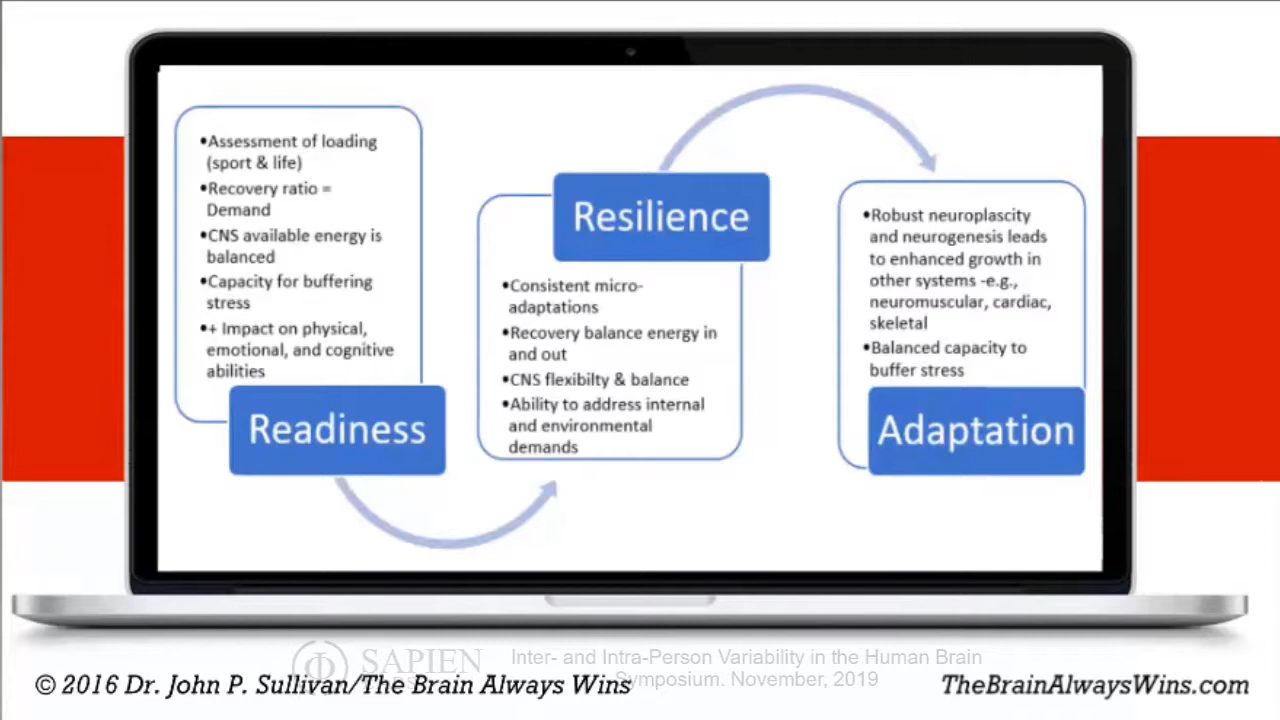 •Assessment of loading
(sport & life)
•Recovery ratio =
Demand
•CNS available energy is
balanced
•Capacity for buffering
stress
•+ Impact on physical,
emotional, and cognitive
abilities
Readiness
Resilience
•Consistent micro-
adaptations
•Recovery balance energy in
and out
•CNS flexibilty & balance
•Ability to address internal
and environmental
demands
•Robust neuroplascity
and neurogenesis leads
to enhanced growth in
other systems -e.g.,
neuromuscular, cardiac,
skeletal
•Balanced capacity to
buffer stress
Adaptation
SAPIEN
Inter- and Intra-Person Variability in the Human Brain
Symposium. November, 2019
© 2016 Dr. John P. Sullivan/The Brain Always Wins
TheBrainAlwaysWins.com